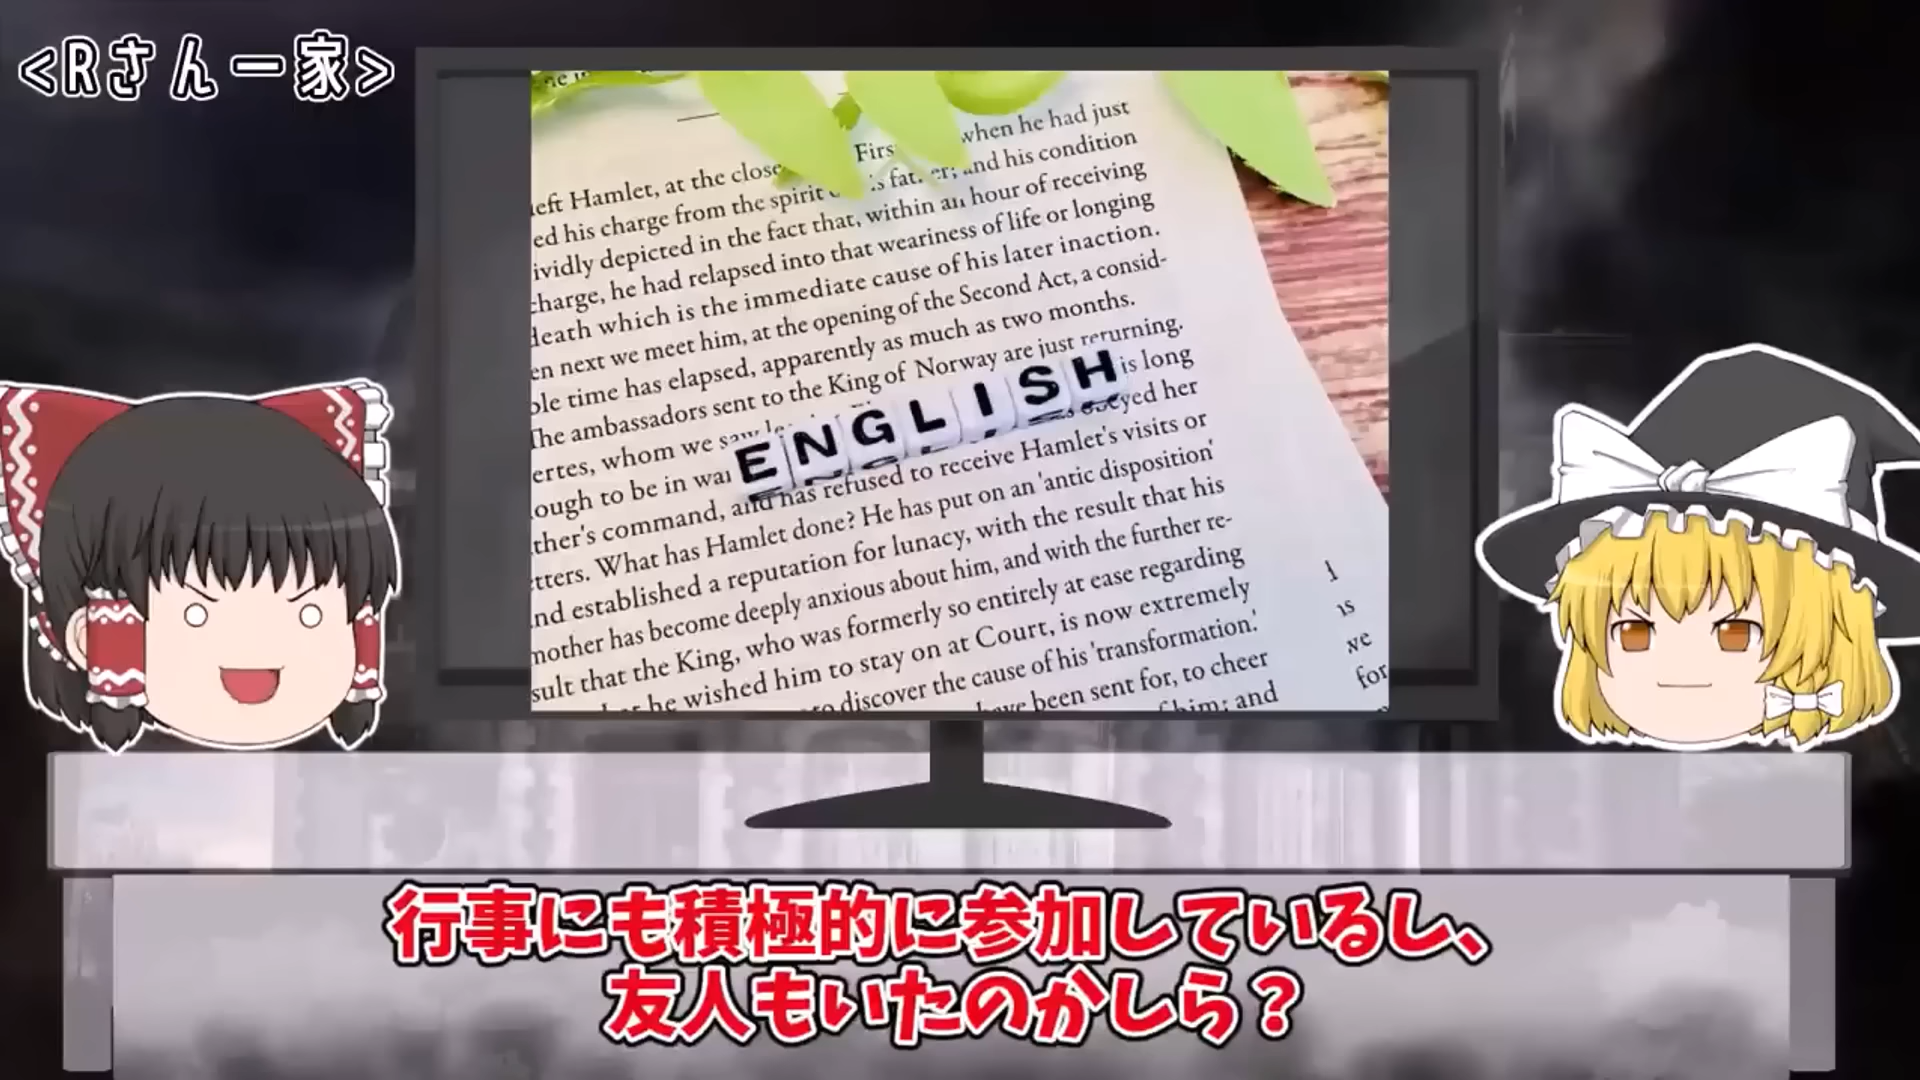 <Rさん一家>
when he had just
left Hamlet, at the close Firs
ed his charge from the spirit and his condition
ividly depicted in the fact that, within an hour of receiving
charge, he had relapsed into that weariness of life or longing
death which is the immediate cause of his later inaction.
en next we meet him, at the opening of the Second Act, a consid-
ble time has elapsed, apparently as much as two months.
The ambassadors sent to the King of Norway are just returning.
ertes, whom we saw is long
ENGLISH
ough to be in obeyed her
ther's command, and has refused to receive Hamlet's visits or
tters. What has Hamlet done? He has put on an 'antic disposition'
nd established a reputation for lunacy, with the result that his
mother has become deeply anxious about him, and with the further re-
sult that the King, who was formerly so entirely at ease regarding
he wished him to stay on at Court, is now extremely
to discover the cause of his 'transformation.'
have been sent for, to cheer
him; and
is
for
行事にも積極的に参加しているし、
友人もいたのかしら？